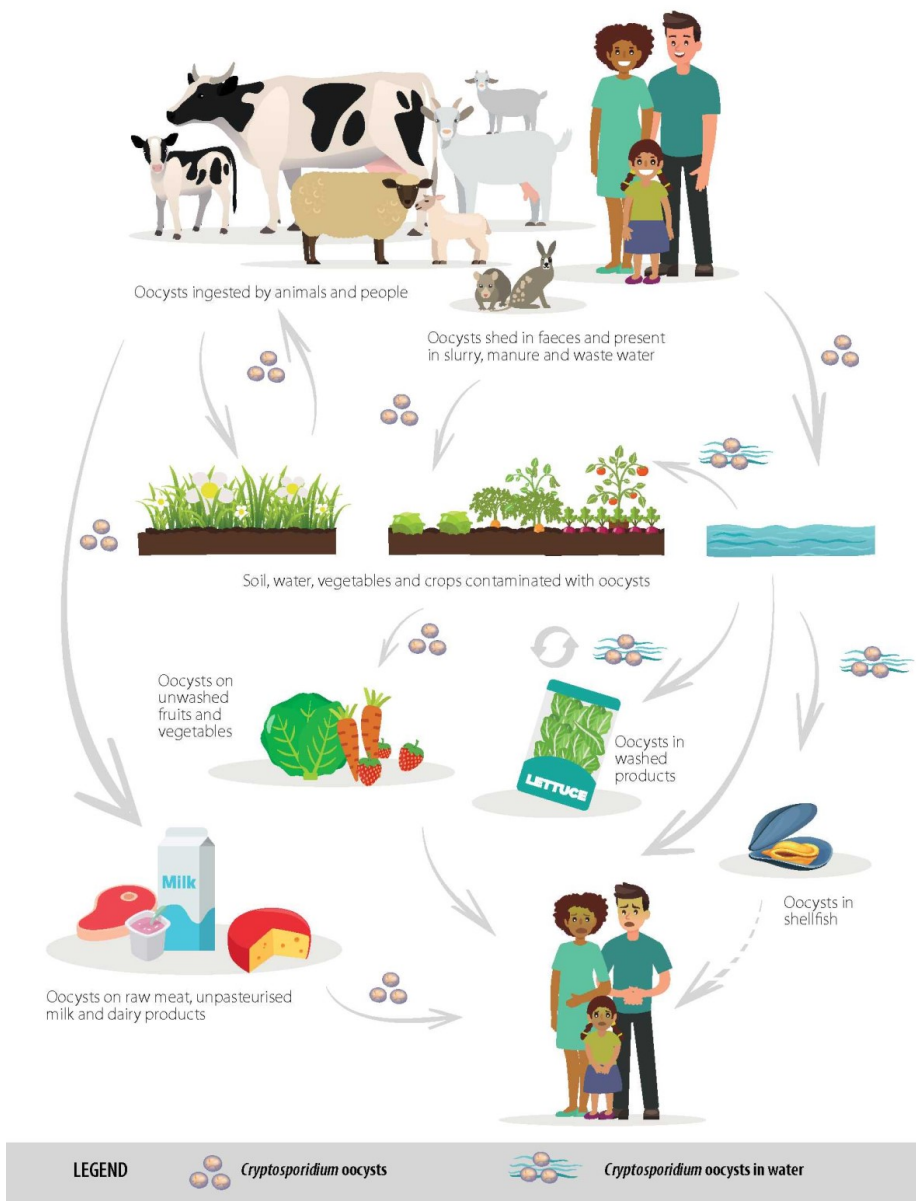 Oocysts ingested by animals and people
Oocysts shed in faeces and present
in slurry, manure and waste water
Soil, water, vegetables and crops contaminated with oocysts
Oocysts on
unwashed
fruits and
vegetables
LETTUCE
Oocysts in
washed
products
Milk
Oocysts in
shellfish
Oocysts on raw meat, unpasteurised
milk and dairy products
LEGEND
Cryptosporidium oocysts
Cryptosporidium oocysts in water